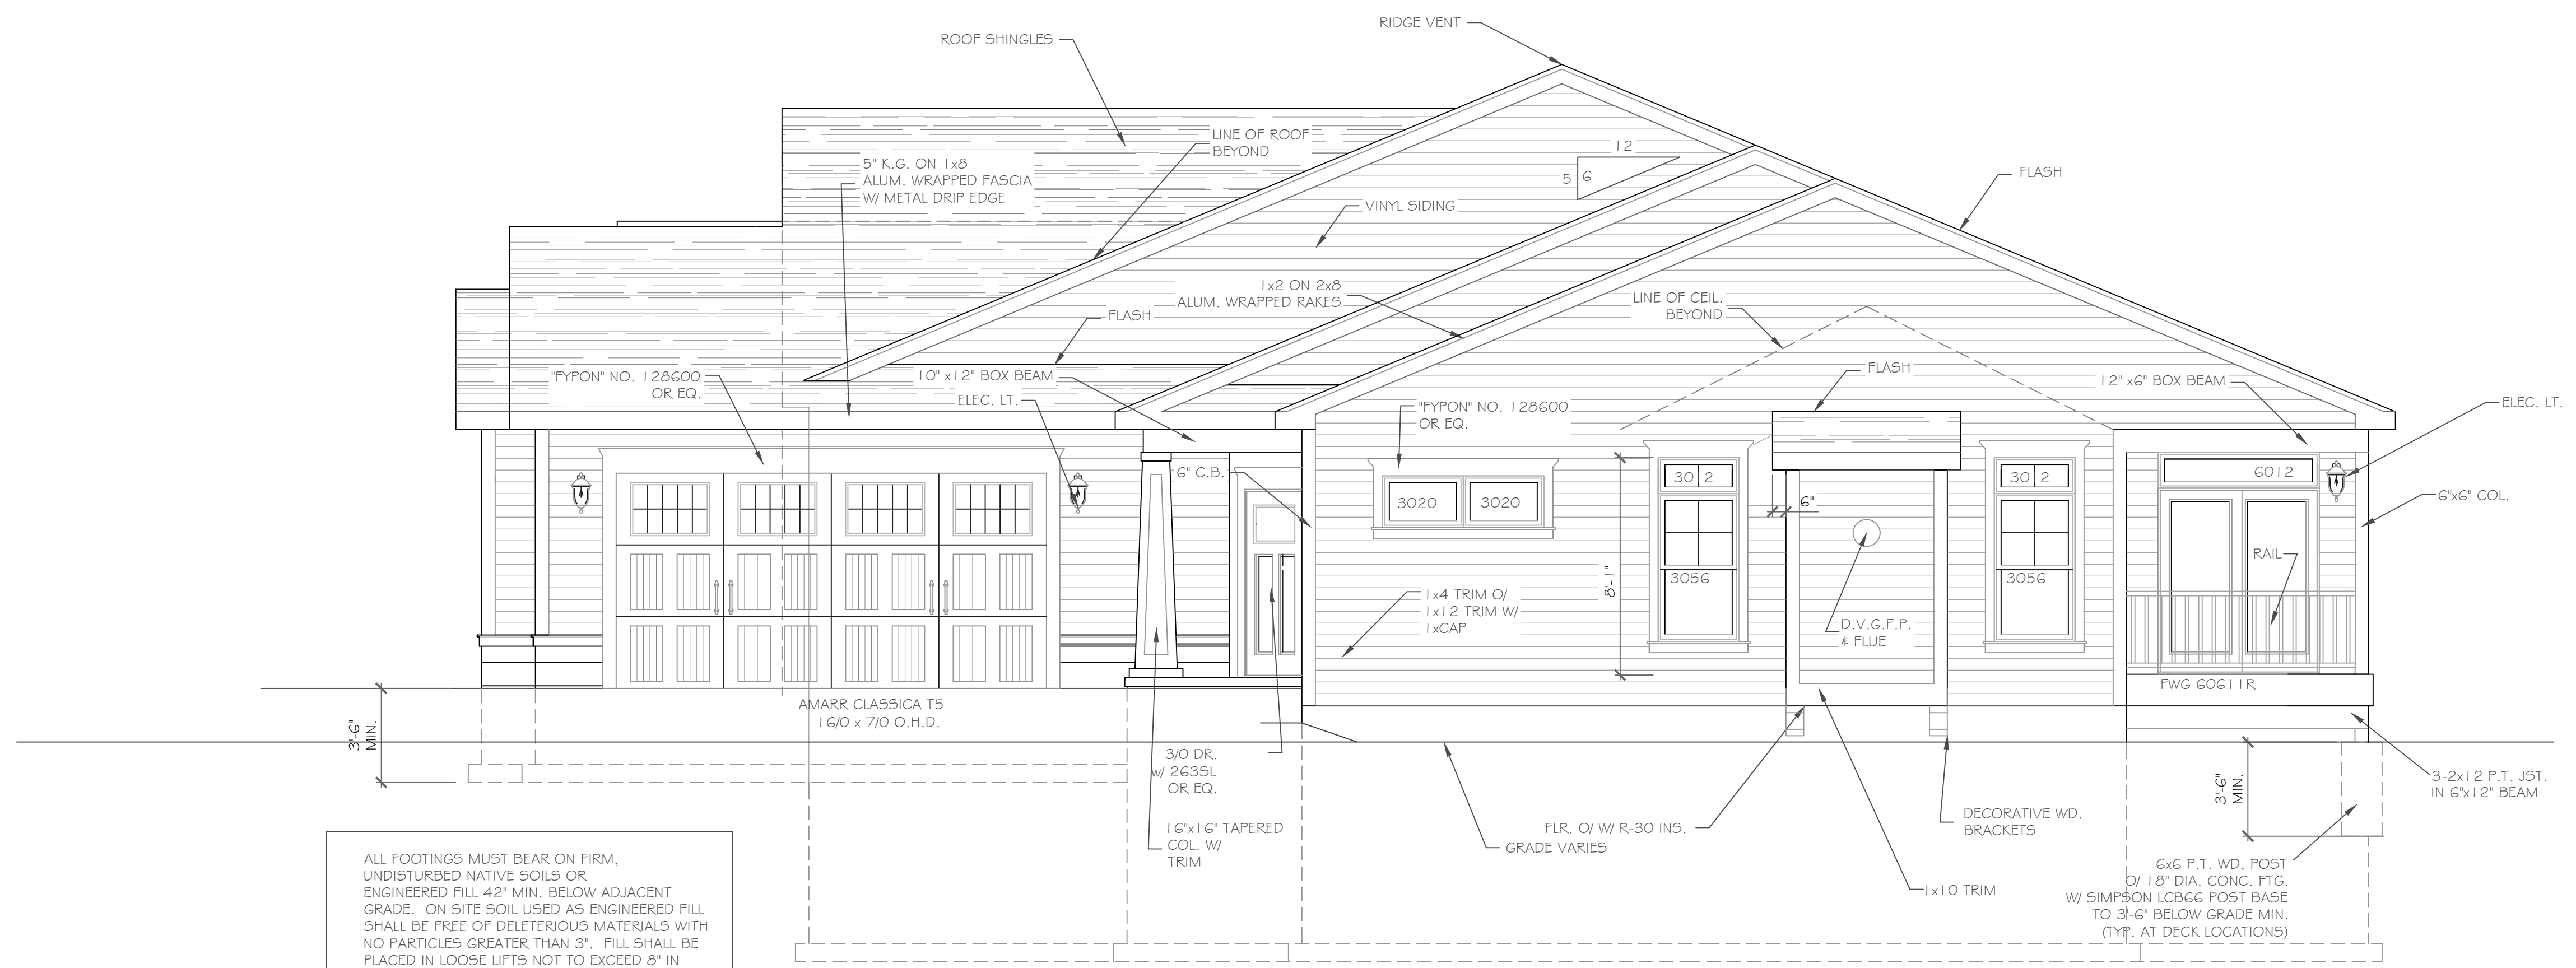 RIDGE VENT
ROOF SHINGLES
LINE OF ROOF
BEYOND
5" K.G. ON 1x8
ALUM. WRAPPED FASCIA
W/ METAL DRIP EDGE
12
5 6
FLASH
VINYL SIDING
1x2 ON 2x8
ALUM. WRAPPED RAKES
LINE OF CEIL.
BEYOND
FLASH
"FYPON" NO. 128600
OR EQ.
10" x12" BOX BEAM
ELEC. LT.
FLASH
12" x6" BOX BEAM
ELEC. LT.
"FYPON" NO. 128600
OR EQ.
6" C.B.
3020
3020
30 2
30 2
6012
6"
6"x6" COL.
8'-1"
3056
3056
RAIL
1x4 TRIM O/
1x12 TRIM W/
1xCAP
D.V.G.F.P.
& FLUE
FWG 60611R
AMARR CLASSICA T5
16/0 x 7/0 O.H.D.
3'-6"
MIN.
3/0 DR.
w/ 263SL
OR EQ.
16"x16" TAPERED
COL. W/
TRIM
GRADE VARIES
FLR. O/ W/ R-30 INS.
1x10 TRIM
DECORATIVE WD.
BRACKETS
3'-6"
MIN.
3-2x12 P.T. JST.
IN 6"x12" BEAM
6x6 P.T. WD, POST
O/ 18" DIA. CONC. FTG.
W/ SIMPSON LCB66 POST BASE
TO 3'-6" BELOW GRADE MIN.
(TYP. AT DECK LOCATIONS)
ALL FOOTINGS MUST BEAR ON FIRM,
UNDISTURBED NATIVE SOILS OR
ENGINEERED FILL 42" MIN. BELOW ADJACENT
GRADE. ON SITE SOIL USED AS ENGINEERED FILL
SHALL BE FREE OF DELETERIOUS MATERIALS WITH
NO PARTICLES GREATER THAN 3". FILL SHALL BE
PLACED IN LOOSE LIFTS NOT TO EXCEED 8" IN